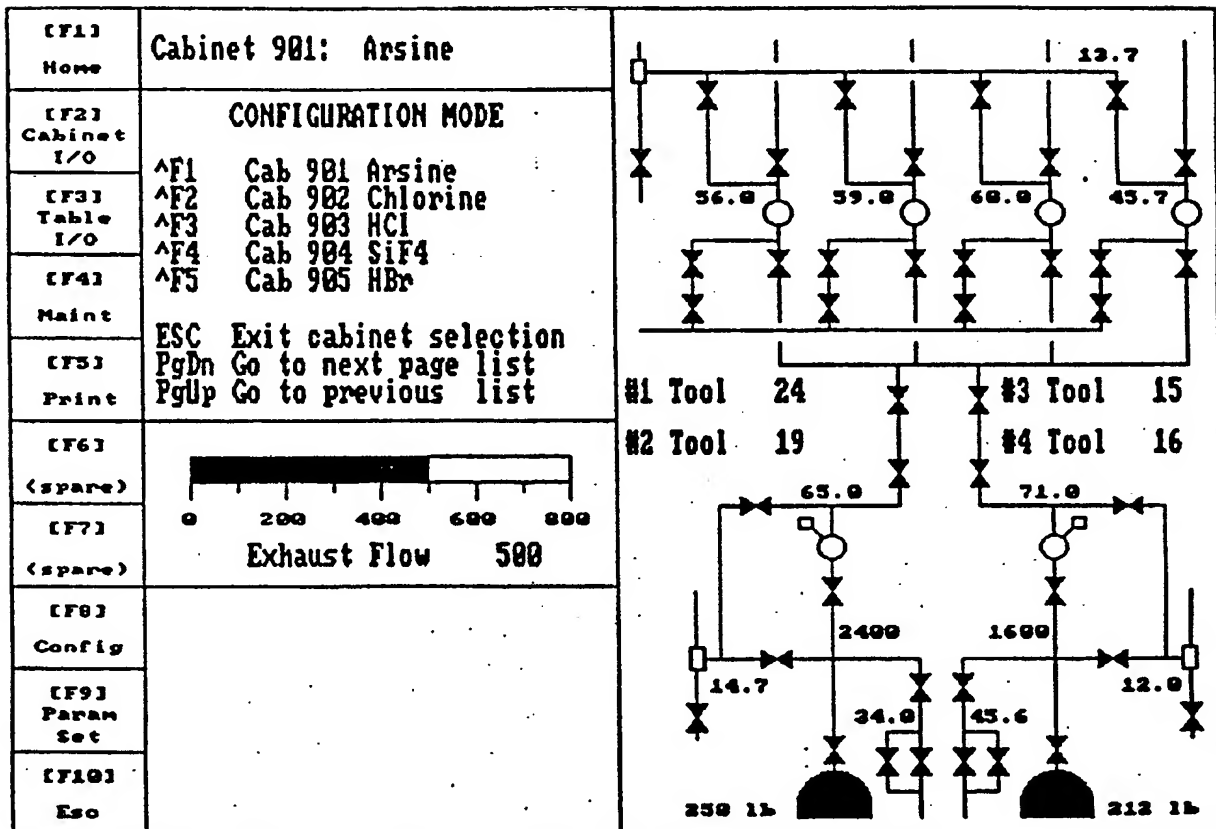 [F1]
Home
[F2]
Cabinet
I/O
[F3]
Table
I/O
[F4]
Maint
[F5]
Print
[F6]
(spare)
[F7]
(spare)
[F8]
Config
[F9]
Param
Set
[F10]
Esc
Cabinet 901: Arsine
CONFIGURATION MODE
^F1 Cab 901 Arsine
^F2 Cab 902 Chlorine
^F3 Cab 903 HCl
^F4 Cab 904 SiF4
^F5 Cab 905 HBr
ESC Exit cabinet selection
PgDn Go to next page list
PgUp Go to previous list
0 200 400 600 800
Exhaust Flow 500
13.7
56.0 59.0 60.0 45.7
#1 Tool 24 #3 Tool 15
#2 Tool 19 #4 Tool 16
65.0 71.0
2400 1600
14.7 12.0
24.0 45.6
250 lb 212 lb